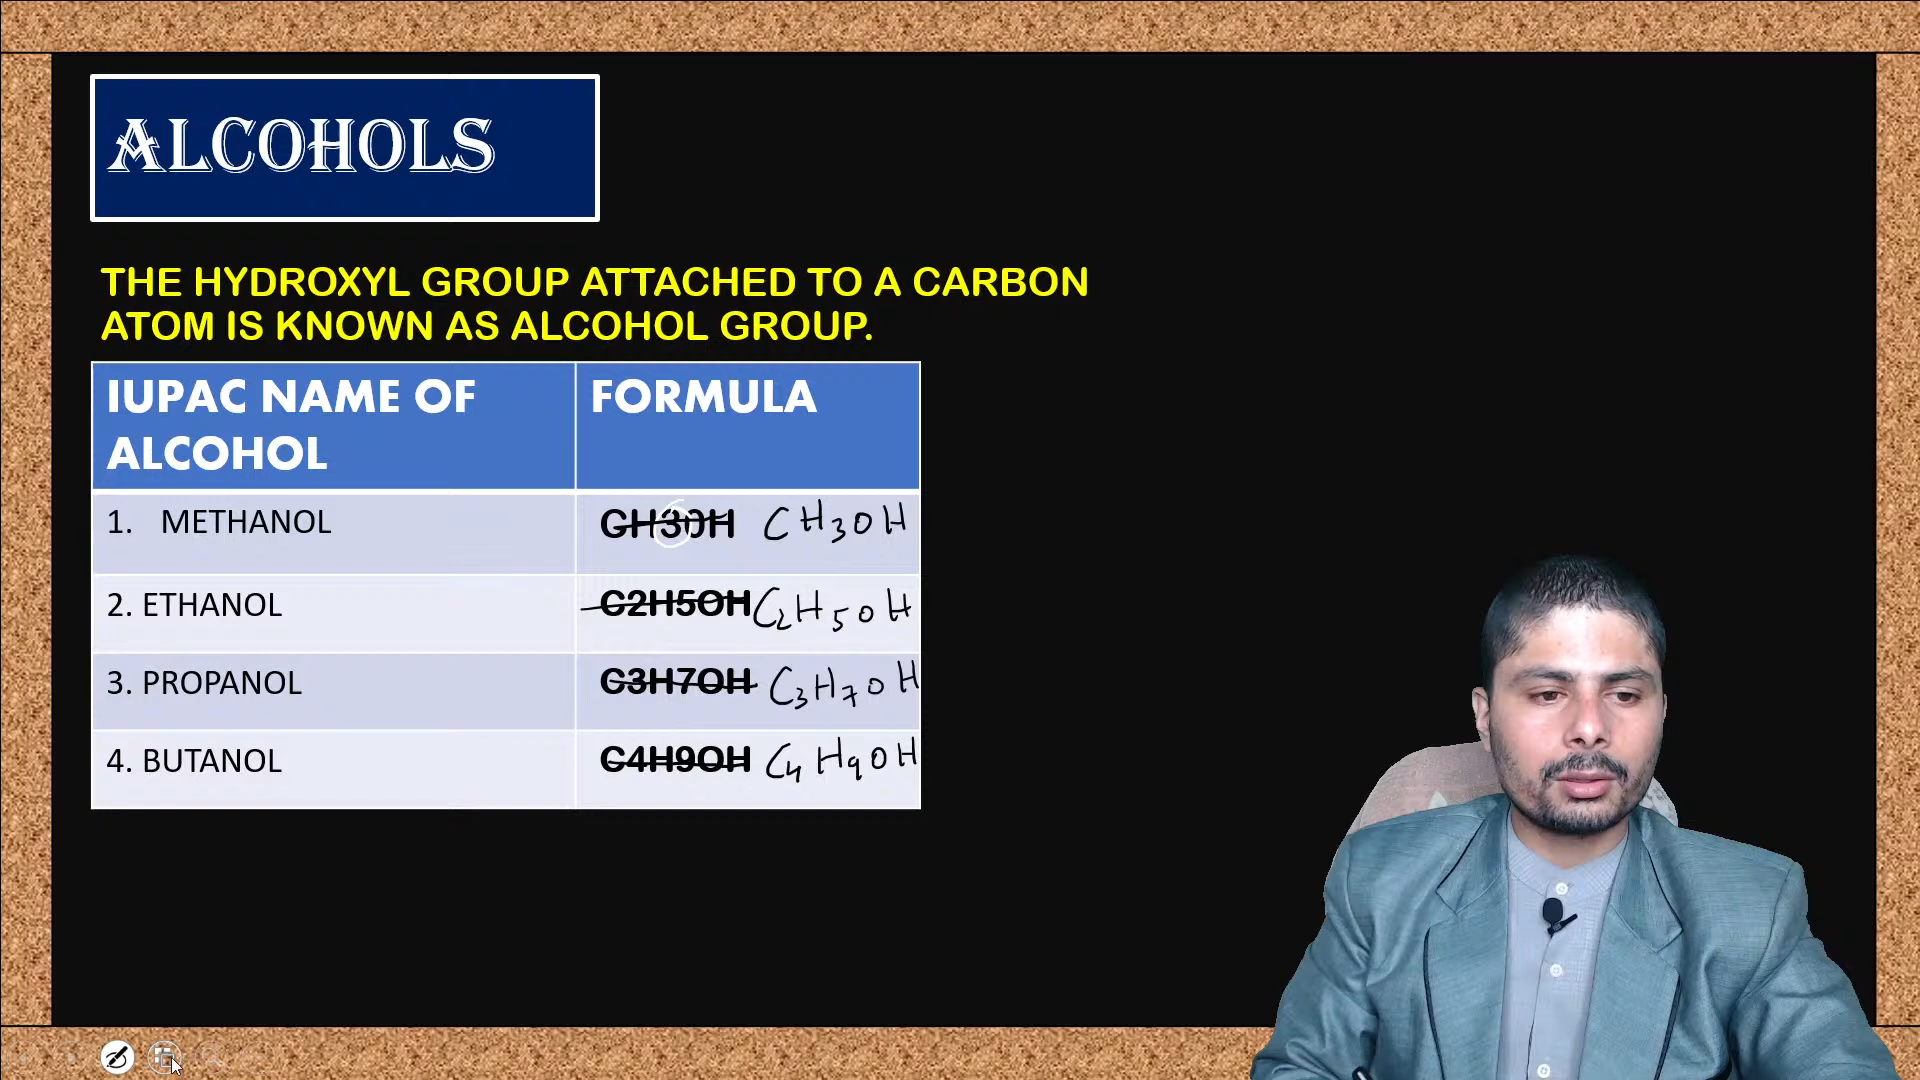 ALCOHOLS
THE HYDROXYL GROUP ATTACHED TO A CARBON
ATOM IS KNOWN AS ALCOHOL GROUP.
IUPAC NAME OF
ALCOHOL
FORMULA
1. METHANOL
CH3OH CH3OH
2. ETHANOL
C2H5OH C2H5OH
3. PROPANOL
C3H7OH C3H7OH
4. BUTANOL
C4H9OH C4H9OH